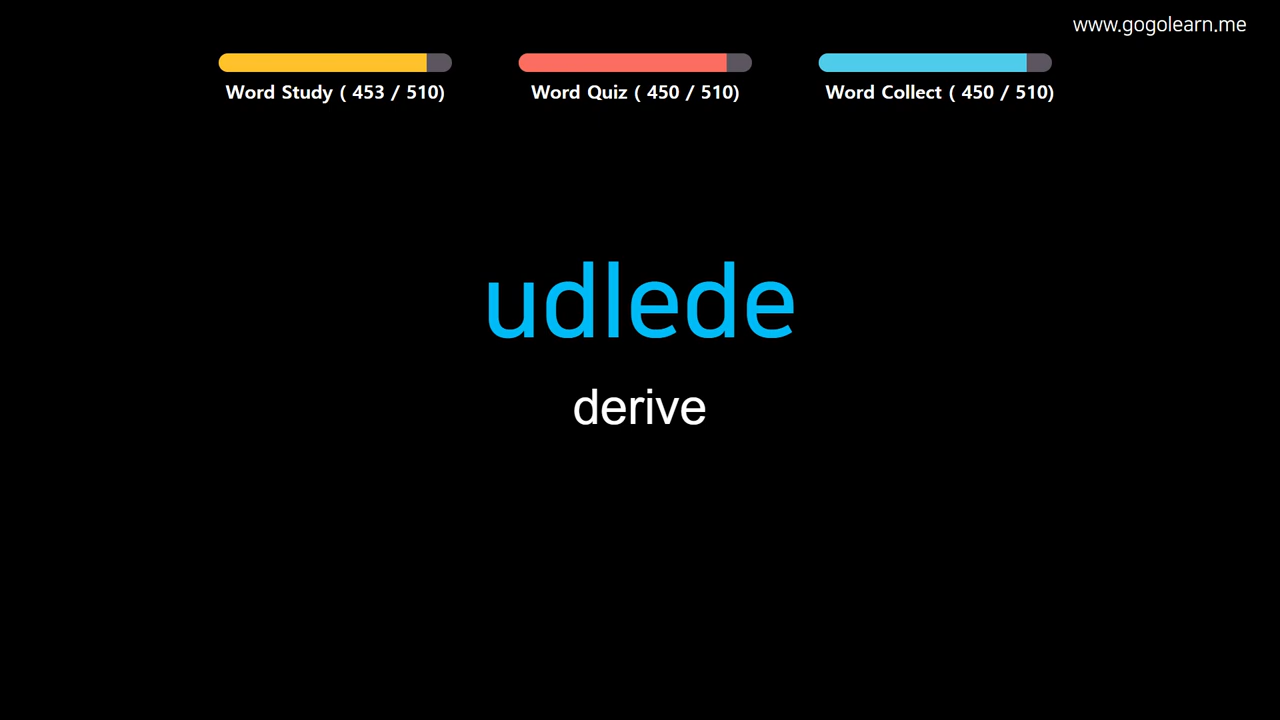 www.gogolearn.me
Word Study ( 453 / 510)
Word Quiz ( 450 / 510)
Word Collect ( 450 / 510)
udlede
derive